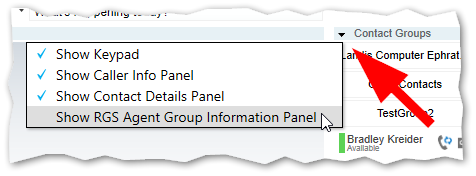 What's happening today?
Contact Groups
Show Keypad
Show Caller Info Panel
Show Contact Details Panel
Show RGS Agent Group Information Panel
Landis Computer Ephrat.
Contacts
TestGroup2
Bradley Kreider
Available